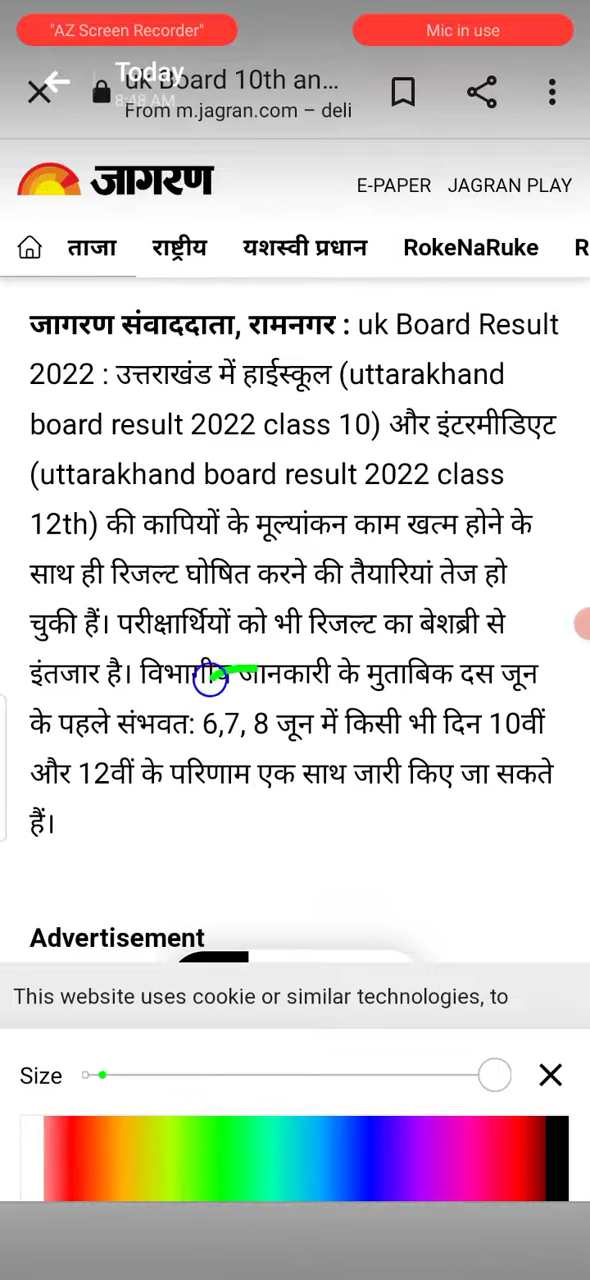 "AZ Screen Recorder"
Mic in use
Today
8:48 AM
uk Board 10th an...
From m.jagran.com – deli
जागरण
E-PAPER JAGRAN PLAY
ताजा राष्ट्रीय यशस्वी प्रधान RokeNaRuke R
जागरण संवाददाता, रामनगर : uk Board Result
2022 : उत्तराखंड में हाईस्कूल (uttarakhand
board result 2022 class 10) और इंटरमीडिएट
(uttarakhand board result 2022 class
12th) की कापियों के मूल्यांकन काम खत्म होने के
साथ ही रिजल्ट घोषित करने की तैयारियां तेज हो
चुकी हैं। परीक्षार्थियों को भी रिजल्ट का बेशब्री से
इंतजार है। विभागीय जानकारी के मुताबिक दस जून
के पहले संभवत: 6,7, 8 जून में किसी भी दिन 10वीं
और 12वीं के परिणाम एक साथ जारी किए जा सकते
हैं।
Advertisement
This website uses cookie or similar technologies, to
Size